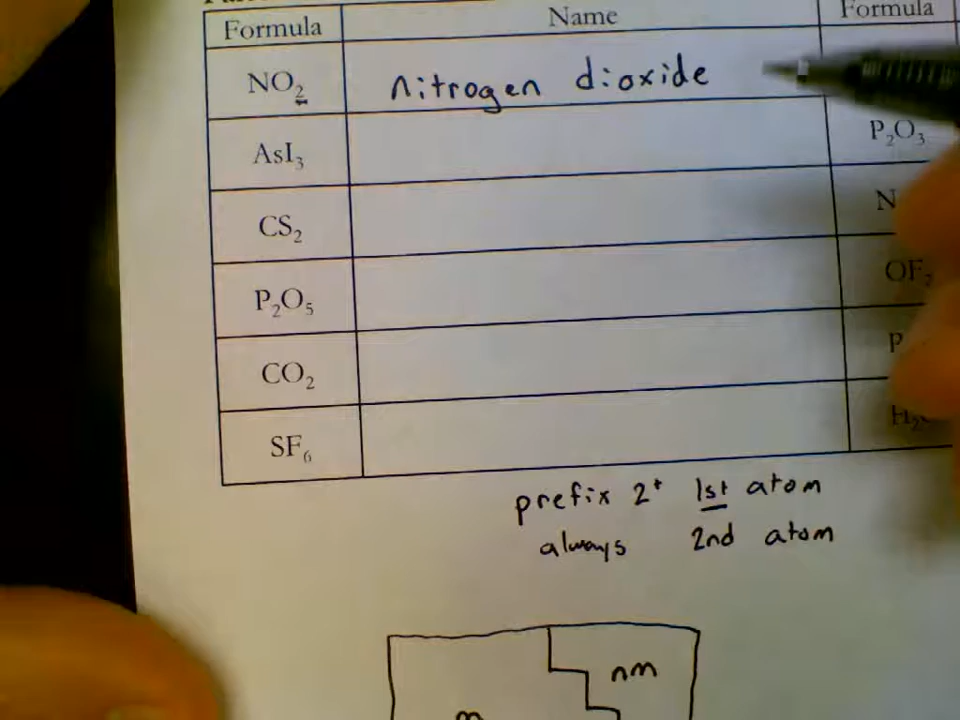 Formula Name Formula
NO₂ nitrogen dioxide
AsI₃ P₂O₃
CS₂
P₂O₅ OF₂
CO₂
SF₆
prefix 2+ 1st atom
always 2nd atom
nm
m